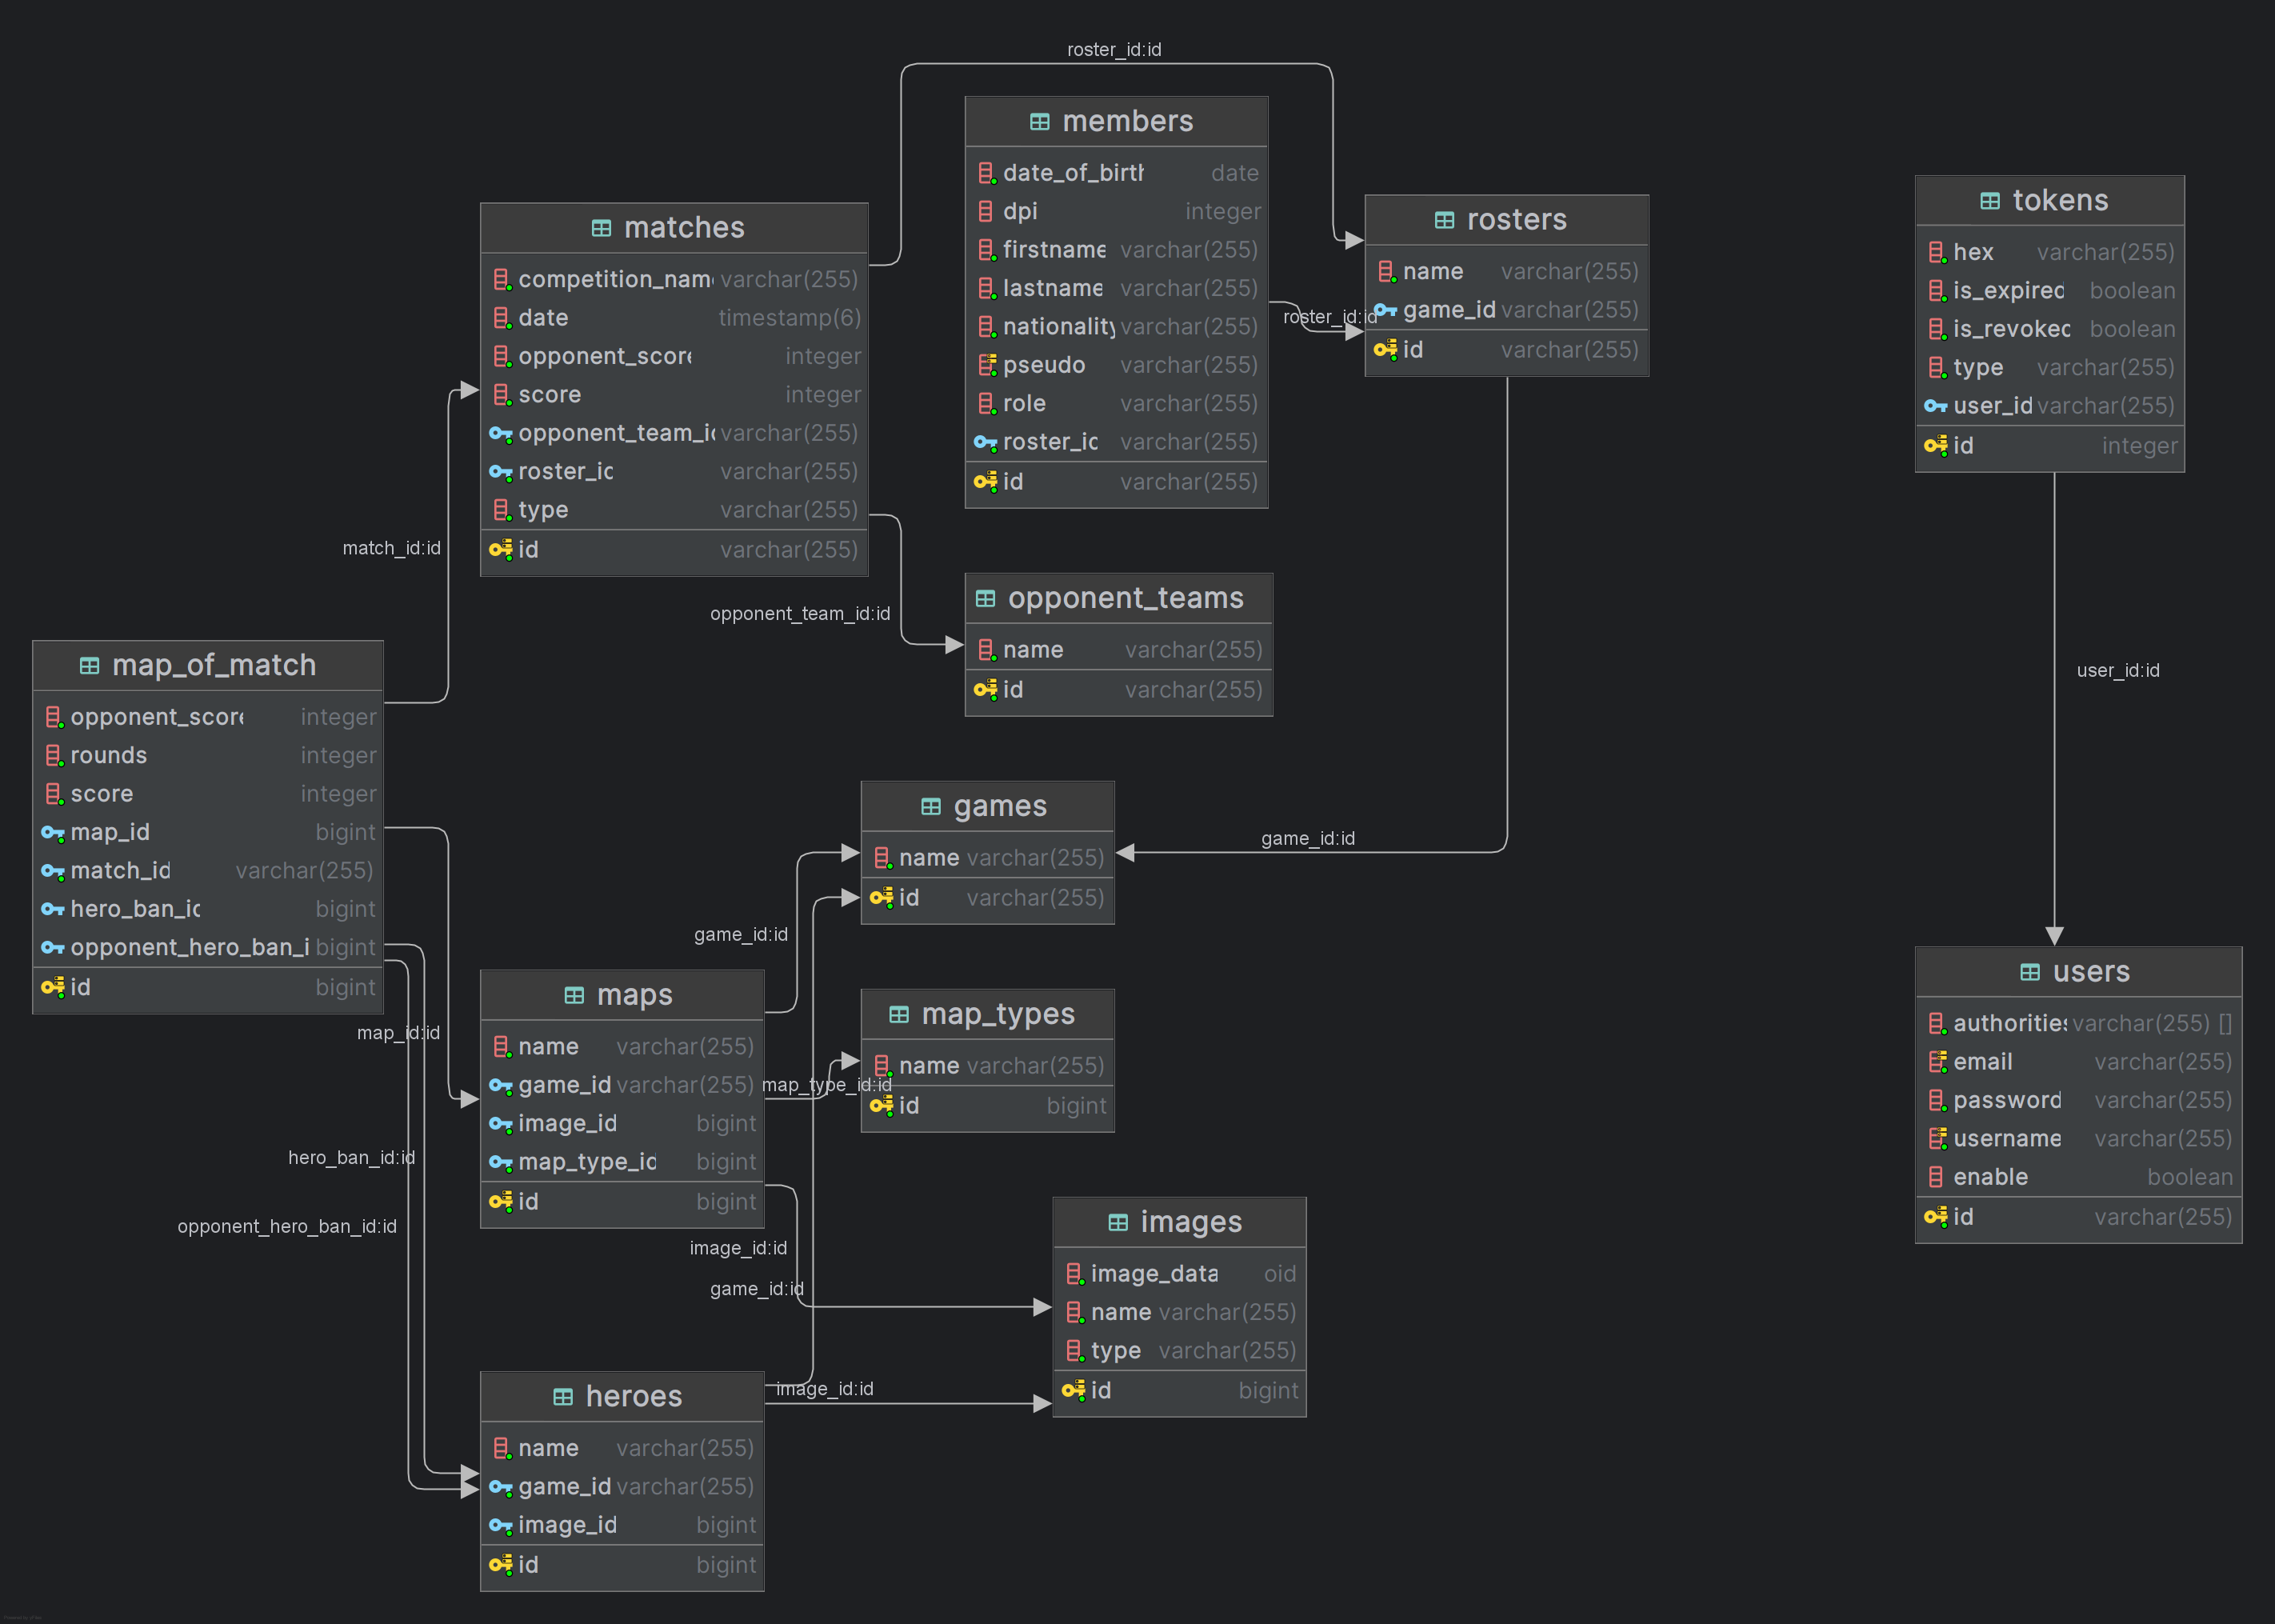 roster_id:id
members
date_of_birth date
dpi integer
firstname varchar(255)
lastname varchar(255)
nationality varchar(255)
pseudo varchar(255)
role varchar(255)
roster_id varchar(255)
id varchar(255)
rosters
name varchar(255)
game_id varchar(255)
id varchar(255)
roster_id:id
tokens
hex varchar(255)
is_expired boolean
is_revoked boolean
type varchar(255)
user_id varchar(255)
id integer
matches
competition_name varchar(255)
date timestamp(6)
opponent_score integer
score integer
opponent_team_id varchar(255)
roster_id varchar(255)
type varchar(255)
id varchar(255)
match_id:id
opponent_team_id:id
opponent_teams
name varchar(255)
id varchar(255)
user_id:id
map_of_match
opponent_score integer
rounds integer
score integer
map_id bigint
match_id varchar(255)
hero_ban_id bigint
opponent_hero_ban_i bigint
id bigint
games
name varchar(255)
id varchar(255)
game_id:id
game_id:id
maps
name varchar(255)
game_id varchar(255)
image_id bigint
map_type_id bigint
id bigint
map_id:id
map_types
name varchar(255)
id bigint
map_type_id:id
users
authorities varchar(255) []
email varchar(255)
password varchar(255)
username varchar(255)
enable boolean
id varchar(255)
hero_ban_id:id
opponent_hero_ban_id:id
image_id:id
game_id:id
images
image_data oid
name varchar(255)
type varchar(255)
id bigint
image_id:id
heroes
name varchar(255)
game_id varchar(255)
image_id bigint
id bigint